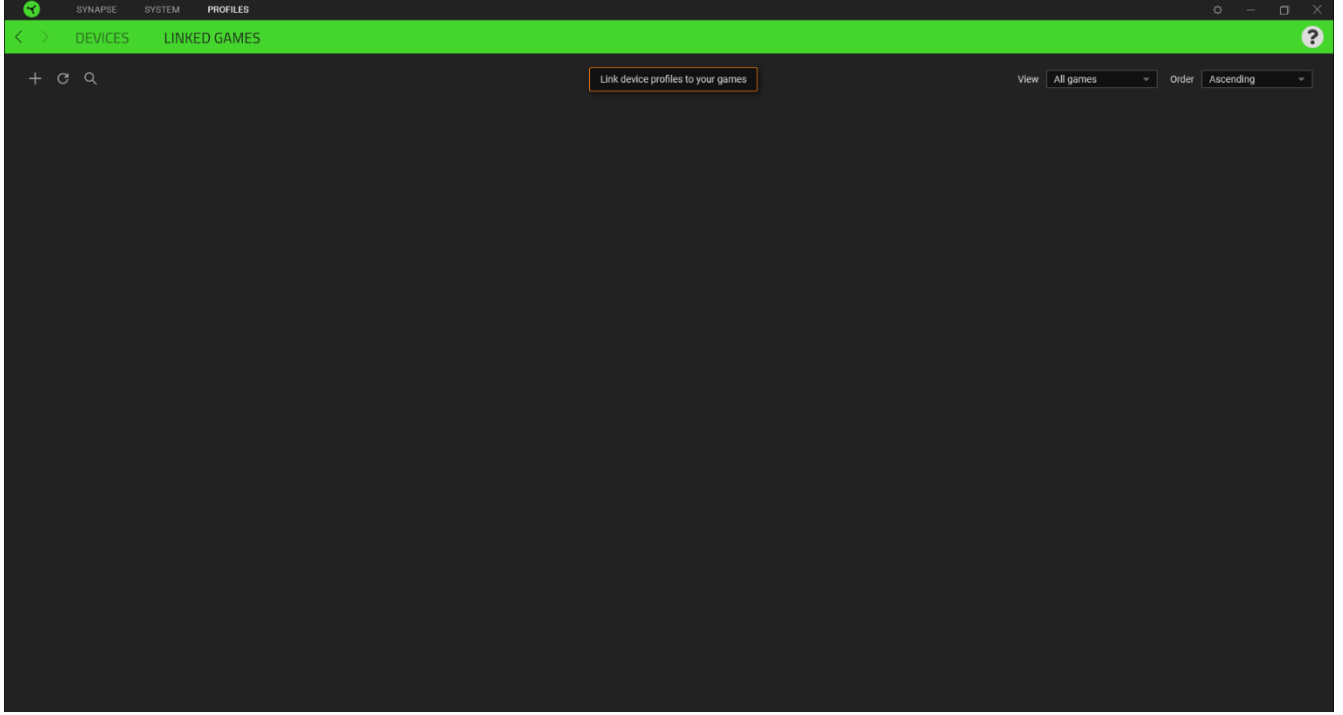 SYNAPSE SYSTEM PROFILES
DEVICES LINKED GAMES ?
Link device profiles to your games View All games Order Ascending